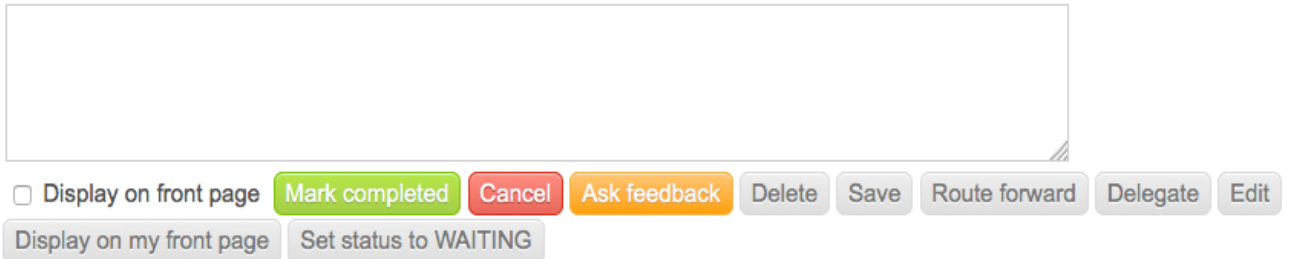 Display on front page Mark completed Cancel Ask feedback Delete Save Route forward Delegate Edit
Display on my front page Set status to WAITING